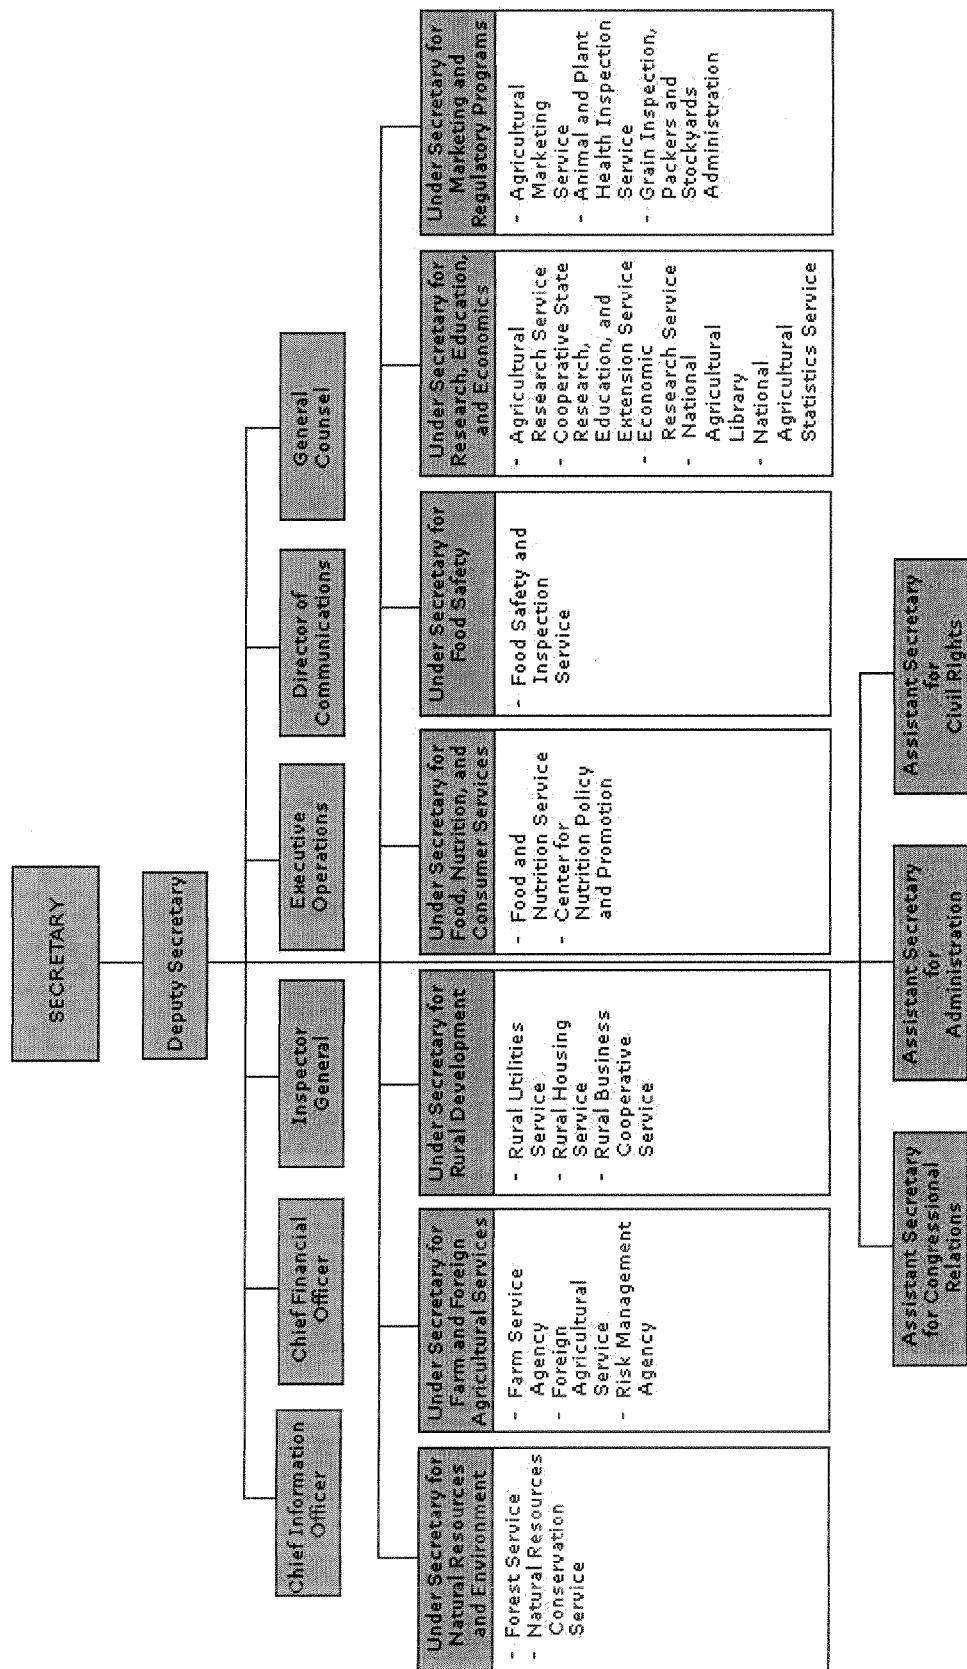 SECRETARY
Deputy Secretary
Chief Information
Officer
Chief Financial
Officer
Inspector
General
Executive
Operations
Director of
Communications
General
Counsel
Under Secretary for
Natural Resources
and Environment
- Forest Service
- Natural Resources
Conservation
Service
Under Secretary for
Farm and Foreign
Agricultural Services
- Farm Service
Agency
- Foreign
Agricultural
Service
- Risk Management
Agency
Under Secretary for
Rural Development
- Rural Utilities
Service
- Rural Housing
Service
- Rural Business
Cooperative
Service
Under Secretary for
Food, Nutrition, and
Consumer Services
- Food and
Nutrition Service
- Center for
Nutrition Policy
and Promotion
Under Secretary for
Food Safety
- Food Safety and
Inspection
Service
Under Secretary for
Research, Education,
and Economics
- Agricultural
Research Service
- Cooperative State
Research,
Education, and
Extension Service
- Economic
Research Service
- National
Agricultural
Library
- National
Agricultural
Statistics Service
Under Secretary for
Marketing and
Regulatory Programs
- Agricultural
Marketing
Service
- Animal and Plant
Health Inspection
Service
- Grain Inspection,
Packers and
Stockyards
Administration
Assistant Secretary
for Congressional
Relations
Assistant Secretary
for
Administration
Assistant Secretary
for
Civil Rights